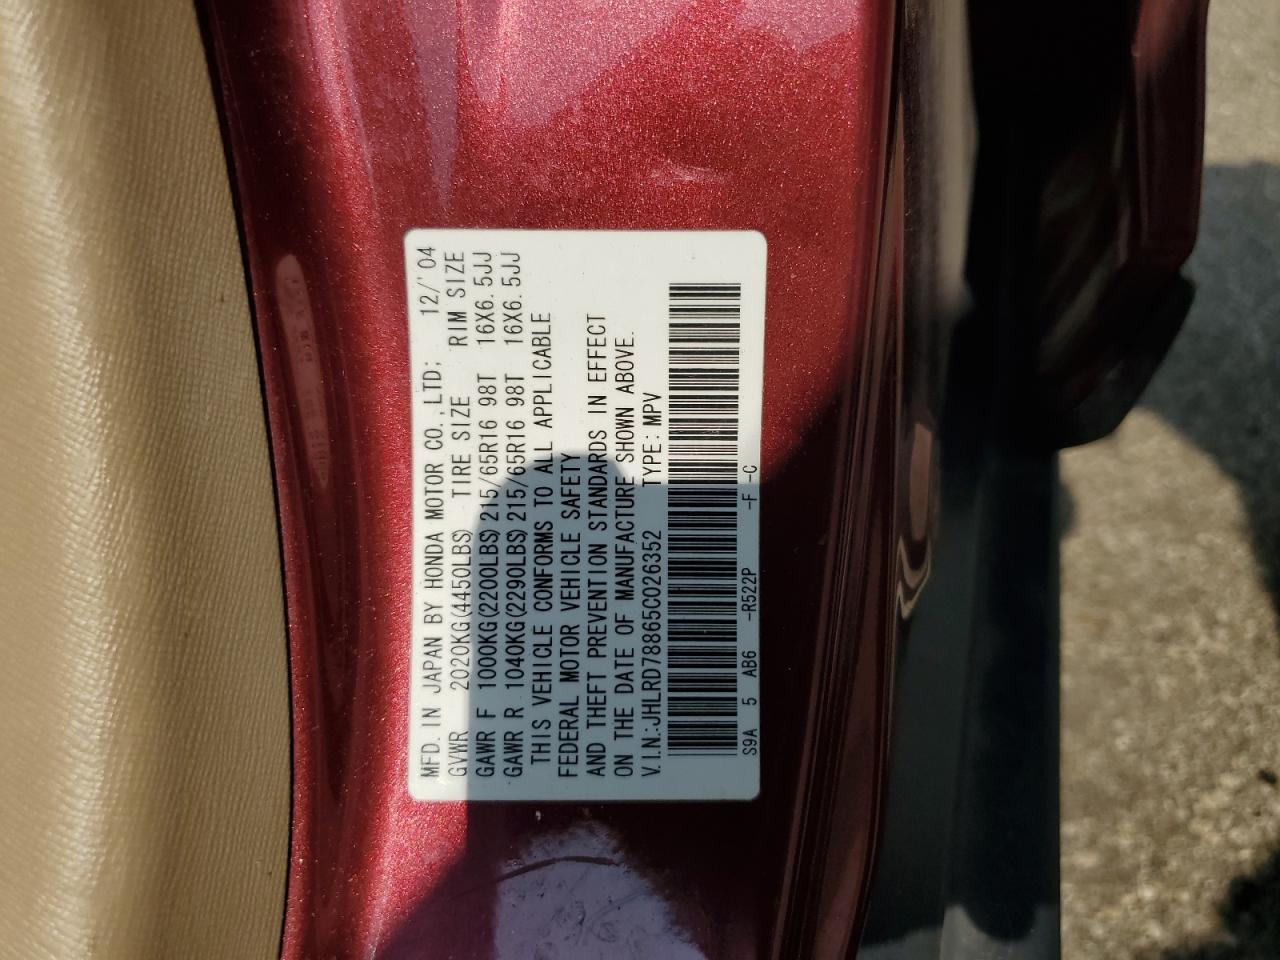 MFD. IN JAPAN BY HONDA MOTOR CO.,LTD; 12/'04
GVWR 2020KG(4450LBS) TIRE SIZE RIM SIZE
GAWR F 1000KG(2200LBS) 215/65R16 98T 16X6.5JJ
GAWR R 1040KG(2290LBS) 215/65R16 98T 16X6.5JJ
THIS VEHICLE CONFORMS TO ALL APPLICABLE
FEDERAL MOTOR VEHICLE SAFETY
AND THEFT PREVENTION STANDARDS IN EFFECT
ON THE DATE OF MANUFACTURE SHOWN ABOVE.
V.I.N.:JHLRD78865C026352 TYPE: MPV
S9A 5 AB6 -R522P -F -C